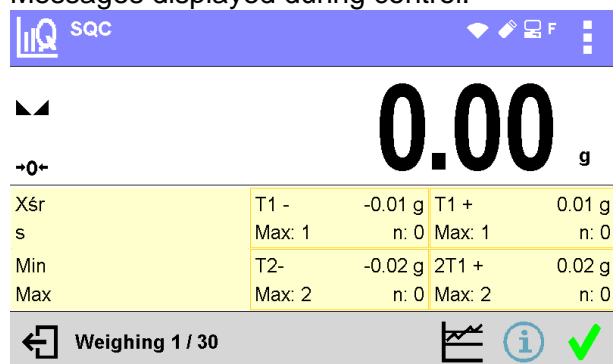 Messages displayed during control.
SQC
F
→0←
0.00 g
Xśr
s
T1 - -0.01 g
Max: 1 n: 0
T1 + 0.01 g
Max: 1 n: 0
Min
Max
T2- -0.02 g
Max: 2 n: 0
2T1 + 0.02 g
Max: 2 n: 0
Weighing 1 / 30